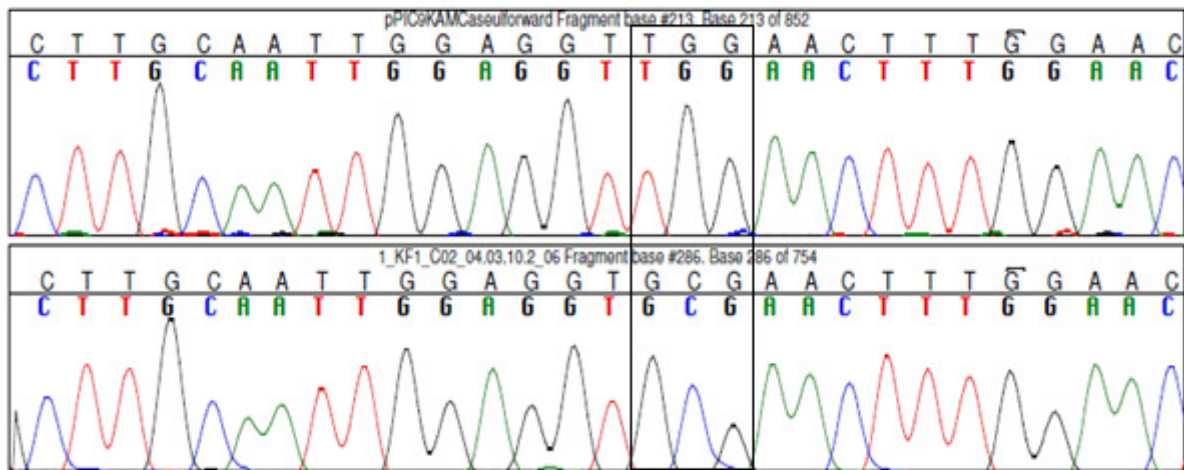 pPIC9KAMCaseulforward Fragment base #213. Base 213 of 852
C T T G C A A T T G G A G G T T G G A A C T T T G G A A C
C T T G C A A T T G G A G G T T G G A A C T T T G G A A C
1_KF1_C02_04.03.10.2_06 Fragment base #286. Base 286 of 754
C T T G C A A T T G G A G G T G C G A A C T T T G G A A C
C T T G C A A T T G G A G G T G C G A A C T T T G G A A C